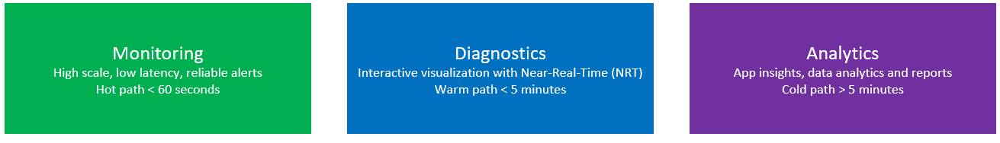 Monitoring
High scale, low latency, reliable alerts
Hot path < 60 seconds
Diagnostics
Interactive visualization with Near-Real-Time (NRT)
Warm path < 5 minutes
Analytics
App insights, data analytics and reports
Cold path > 5 minutes